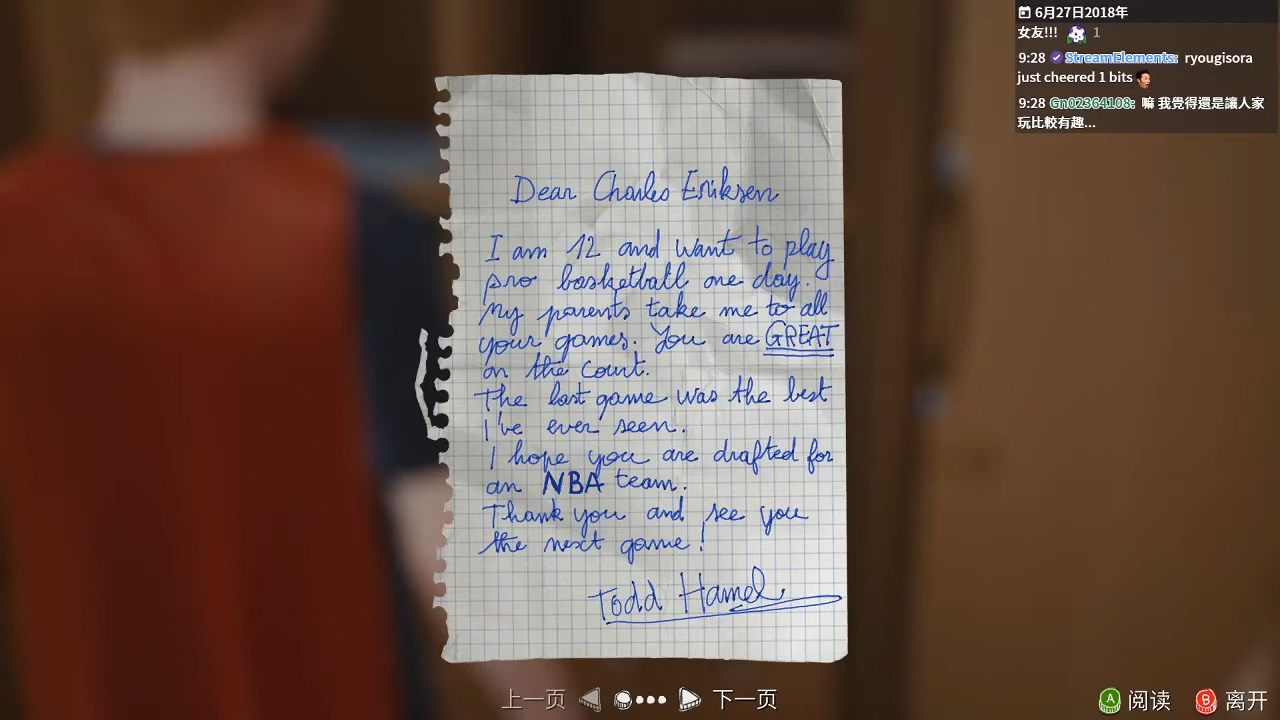 6月27日2018年
女友!!! 1
9:28 StreamElements: ryougisora
just cheered 1 bits
9:28 Gn02364108: 嘛 我覺得還是讓人家
玩比較有趣...
Dear Charles Eriksen
I am 12 and want to play
pro basketball one day.
My parents take me to all
your games. You are GREAT
on the court.
The last game was the best
I've ever seen.
I hope you are drafted for
an NBA team.
Thank you and see you
the next game!
Todd Hamel
上一页 下一页
A 阅读 B 离开